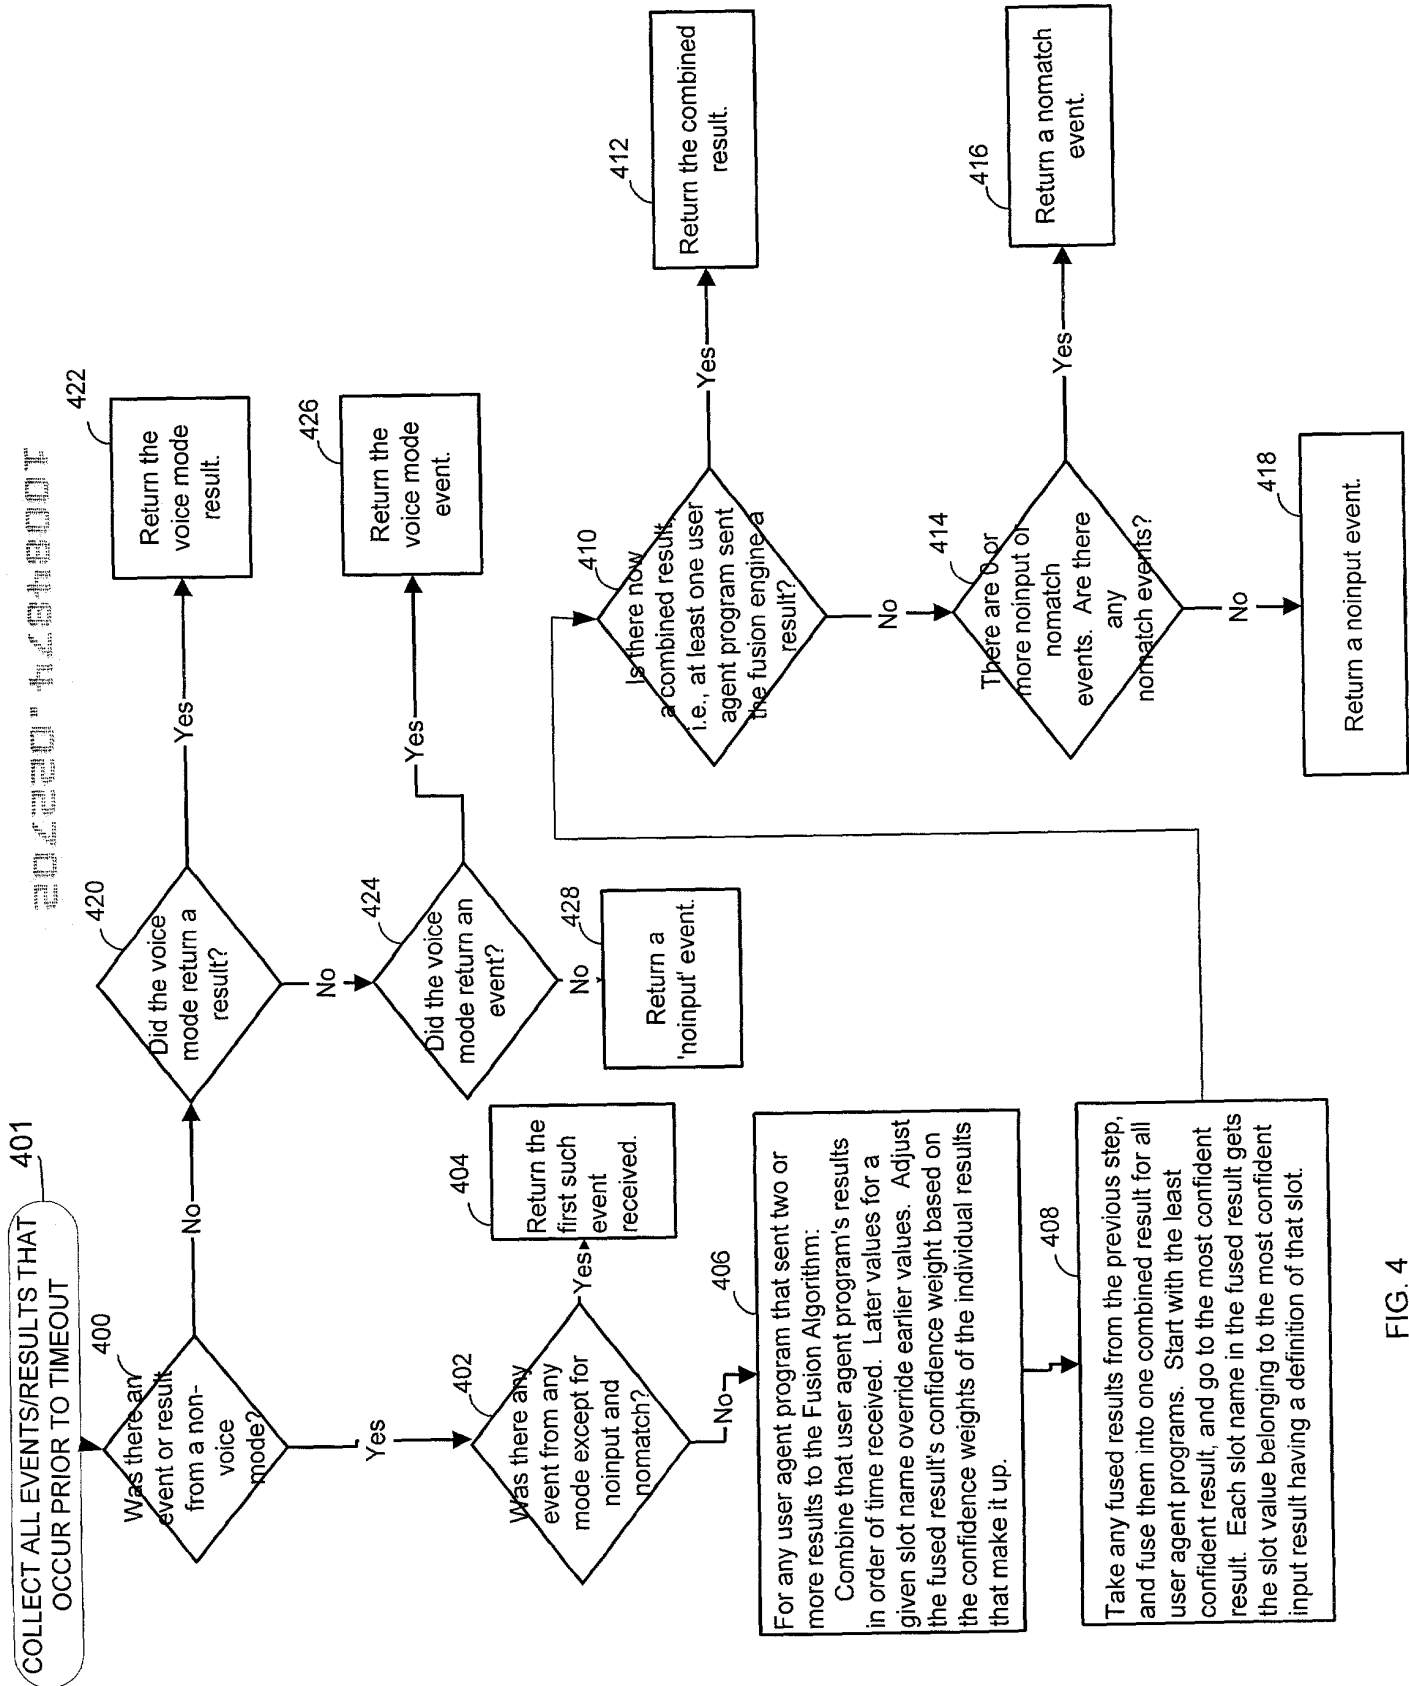 COLLECT ALL EVENTS/RESULTS THAT
OCCUR PRIOR TO TIMEOUT
401
400
Was there an
event or result
from a non-
voice
mode?
No
Yes
420
Did the voice
mode return a
result?
Yes
No
422
Return the
voice mode
result.
424
Did the voice
mode return an
event?
Yes
No
426
Return the
voice mode
event.
428
Return a
'noinput' event.
402
Was there any
event from any
mode except for
noinput and
nomatch?
Yes
No
404
Return the
first such
event
received.
406
For any user agent program that sent two or
more results to the Fusion Algorithm:
Combine that user agent program's results
in order of time received. Later values for a
given slot name override earlier values. Adjust
the fused result's confidence weight based on
the confidence weights of the individual results
that make it up.
408
Take any fused results from the previous step,
and fuse them into one combined result for all
user agent programs. Start with the least
confident result, and go to the most confident
result. Each slot name in the fused result gets
the slot value belonging to the most confident
input result having a definition of that slot.
410
Is there now
a combined result,
i.e., at least one user
agent program sent
the fusion engine a
result?
Yes
No
412
Return the combined
result.
414
There are 0 or
more noinput or
nomatch
events. Are there
any
nomatch events?
Yes
No
416
Return a nomatch
event.
418
Return a noinput event.
FIG. 4